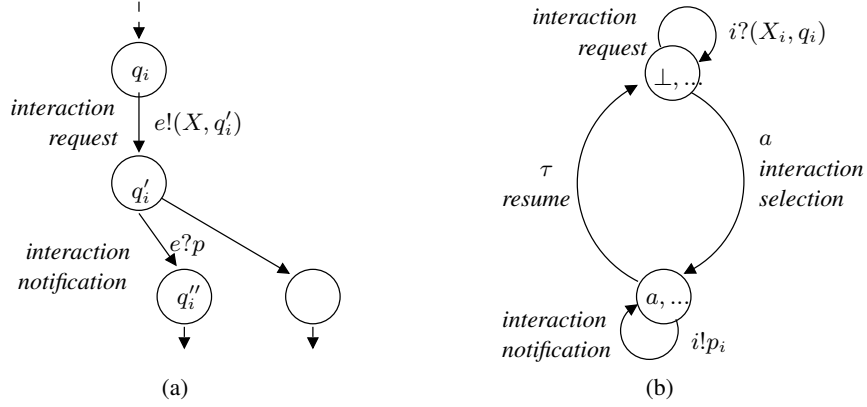 q_i
interaction
request
e!(X, q'_i)
q'_i
interaction
notification
e?p
q''_i
(a)
interaction
request
i?(X_i, q_i)
⊥, ...
a
interaction
selection
τ
resume
a, ...
interaction
notification
i!p_i
(b)